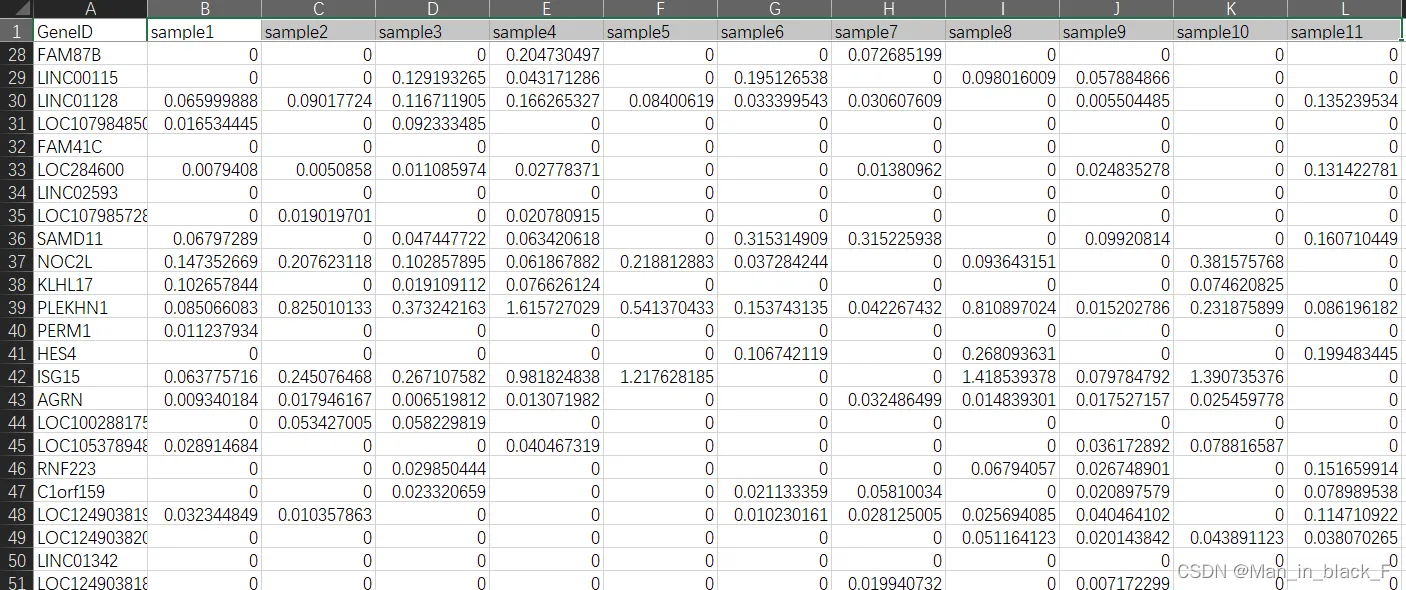 A B C D E F G H I J K L
1 GeneID sample1 sample2 sample3 sample4 sample5 sample6 sample7 sample8 sample9 sample10 sample11
28 FAM87B 0 0 0 0.204730497 0 0 0.072685199 0 0 0 0
29 LINC00115 0 0 0.129193265 0.043171286 0 0.195126538 0 0.098016009 0.057884866 0 0
30 LINC01128 0.065999888 0.09017724 0.116711905 0.166265327 0.08400619 0.033399543 0.030607609 0 0.005504485 0 0.135239534
31 LOC107984850 0.016534445 0 0.092333485 0 0 0 0 0 0 0 0
32 FAM41C 0 0 0 0 0 0 0 0 0 0 0
33 LOC284600 0.0079408 0.0050858 0.011085974 0.02778371 0 0 0.01380962 0 0.024835278 0 0.131422781
34 LINC02593 0 0 0 0 0 0 0 0 0 0 0
35 LOC107985728 0 0.019019701 0 0.020780915 0 0 0 0 0 0 0
36 SAMD11 0.06797289 0 0.047447722 0.063420618 0 0.315314909 0.315225938 0 0.09920814 0 0.160710449
37 NOC2L 0.147352669 0.207623118 0.102857895 0.061867882 0.218812883 0.037284244 0 0.093643151 0 0.381575768 0
38 KLHL17 0.102657844 0 0.019109112 0.076626124 0 0 0 0 0 0.074620825 0
39 PLEKHN1 0.085066083 0.825010133 0.373242163 1.615727029 0.541370433 0.153743135 0.042267432 0.810897024 0.015202786 0.231875899 0.086196182
40 PERM1 0.011237934 0 0 0 0 0 0 0 0 0 0
41 HES4 0 0 0 0 0 0.106742119 0 0.268093631 0 0 0.199483445
42 ISG15 0.063775716 0.245076468 0.267107582 0.981824838 1.217628185 0 0 1.418539378 0.079784792 1.390735376 0
43 AGRN 0.009340184 0.017946167 0.006519812 0.013071982 0 0 0.032486499 0.014839301 0.017527157 0.025459778 0
44 LOC100288175 0 0.053427005 0.058229819 0 0 0 0 0 0 0 0
45 LOC105378948 0.028914684 0 0 0.040467319 0 0 0 0 0.036172892 0.078816587 0
46 RNF223 0 0 0.029850444 0 0 0 0 0.06794057 0.026748901 0 0.151659914
47 C1orf159 0 0 0.023320659 0 0 0.021133359 0.05810034 0 0.020897579 0 0.078989538
48 LOC124903819 0.032344849 0.010357863 0 0 0 0.010230161 0.028125005 0.025694085 0.040464102 0 0.114710922
49 LOC124903820 0 0 0 0 0 0 0 0.051164123 0.020143842 0.043891123 0.038070265
50 LINC01342 0 0 0 0 0 0 0 0 0 0 0
51 LOC124903818 0 0 0 0 0 0 0.019940732 0 0.007172299 0 0
CSDN @Man_in_black_F